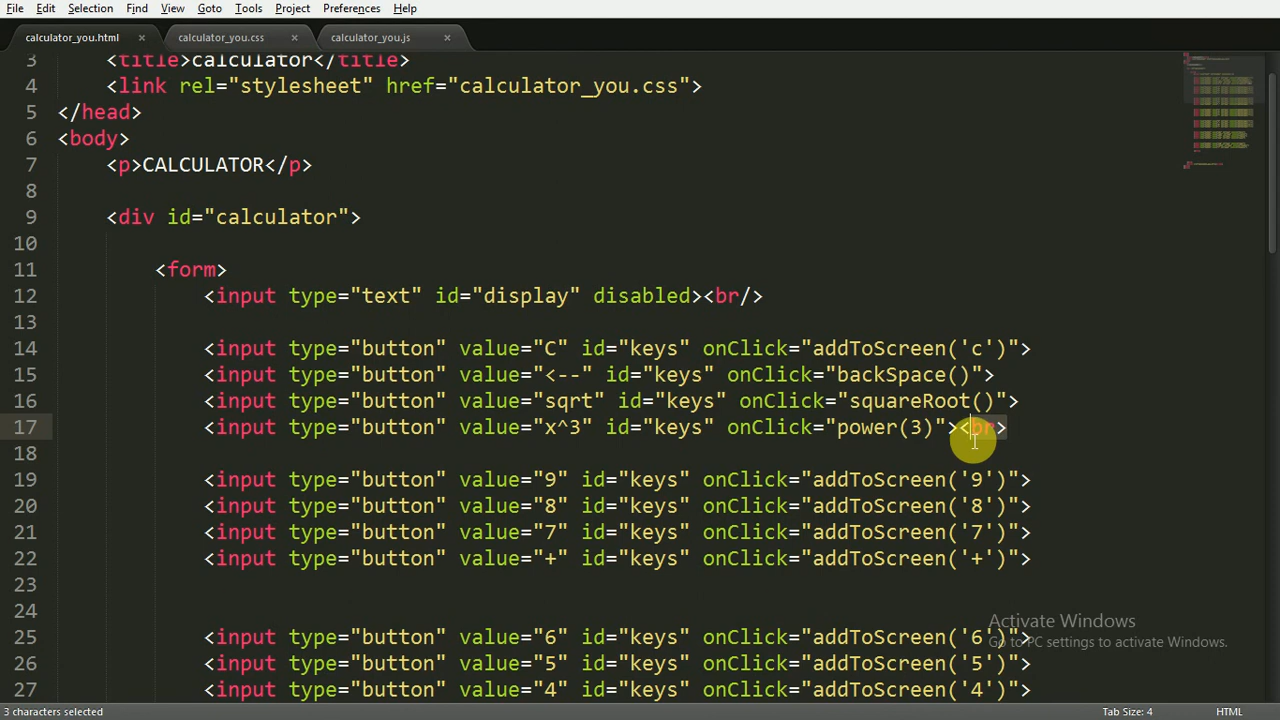 File Edit Selection Find View Goto Tools Project Preferences Help
calculator_you.html × calculator_you.css × calculator_you.js ×
3 <title>calculator</title>
4 <link rel="stylesheet" href="calculator_you.css">
5 </head>
6 <body>
7 <p>CALCULATOR</p>
8
9 <div id="calculator">
10
11 <form>
12 <input type="text" id="display" disabled><br/>
13
14 <input type="button" value="C" id="keys" onClick="addToScreen('c')">
15 <input type="button" value="<--" id="keys" onClick="backSpace()">
16 <input type="button" value="sqrt" id="keys" onClick="squareRoot()">
17 <input type="button" value="x^3" id="keys" onClick="power(3)"><br>
18
19 <input type="button" value="9" id="keys" onClick="addToScreen('9')">
20 <input type="button" value="8" id="keys" onClick="addToScreen('8')">
21 <input type="button" value="7" id="keys" onClick="addToScreen('7')">
22 <input type="button" value="+" id="keys" onClick="addToScreen('+')">
23
24
25 <input type="button" value="6" id="keys" onClick="addToScreen('6')">
26 <input type="button" value="5" id="keys" onClick="addToScreen('5')">
27 <input type="button" value="4" id="keys" onClick="addToScreen('4')">
Activate Windows
Go to PC settings to activate Windows.
3 characters selected Tab Size: 4 HTML